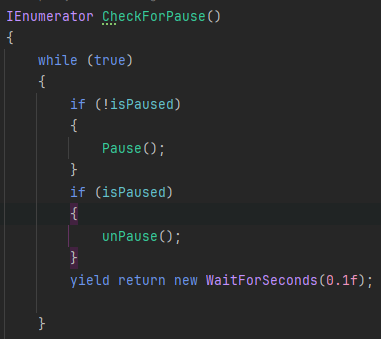 IEnumerator CheckForPause()
{
while (true)
{
if (!isPaused)
{
Pause();
}
if (isPaused)
{
unPause();
}
yield return new WaitForSeconds(0.1f);
}